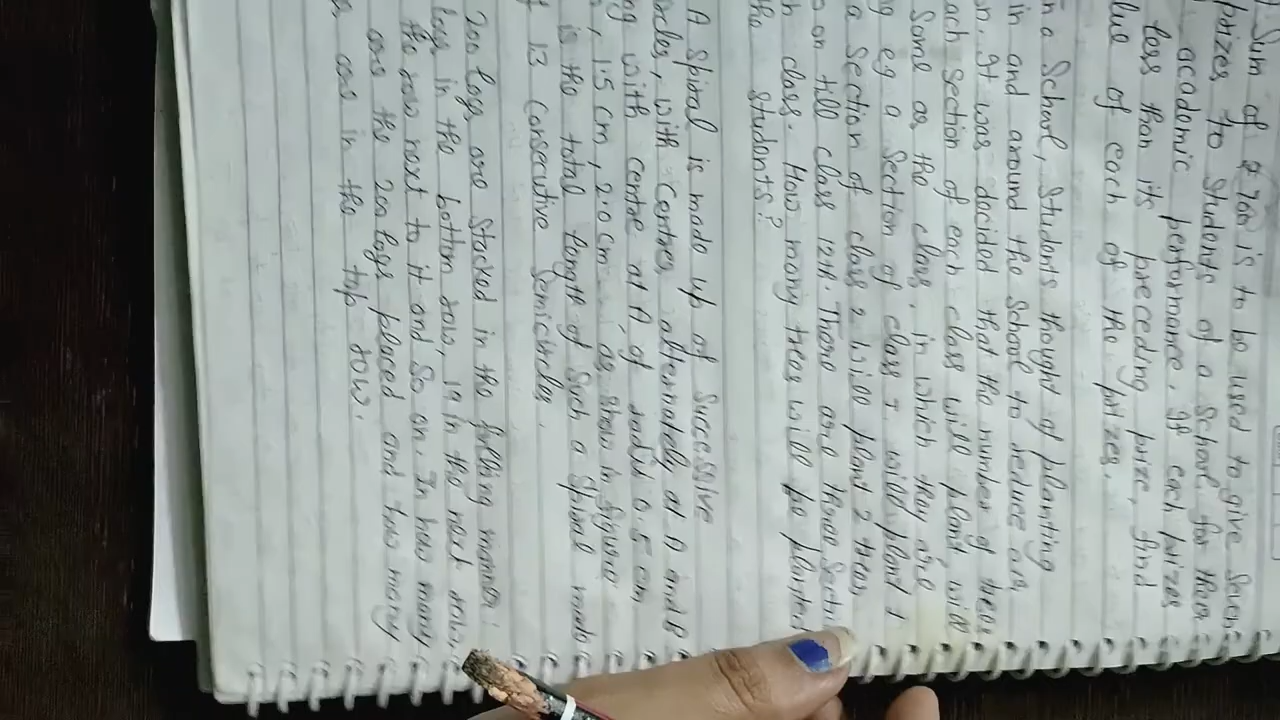 Sum of ₹ 700 is to be used to give seven
prizes to students of a school for their
academic performance. If each prizes
less than its preceding prize, find
lue of each of the prizes.
n a School, students thought of planting
in and around the school to reduce air
on. It was decided that the number of trees
ach section of each class will plant will
Same as the class, in which they are
ng eg a section of class 1 will plant 1
a section of class 2 will plant 2 trees,
o on till class 12th. There are three Secti
h class. How many trees will be planted
the students?
A Spiral is made up of Successive
rcles, with centres alternately at A and B
ng with centre at A, of radii 0.5 cm
, 1.5 cm, 2.0 cm --- as show in figure
is the total length of such a spiral made
f 13 consecutive semicircles.
200 logs are stacked in the folling manner:
logs in the bottom row, 19 in the next row,
the row next to it and so on. In how many
are the 200 logs placed and how many
are in the top row.